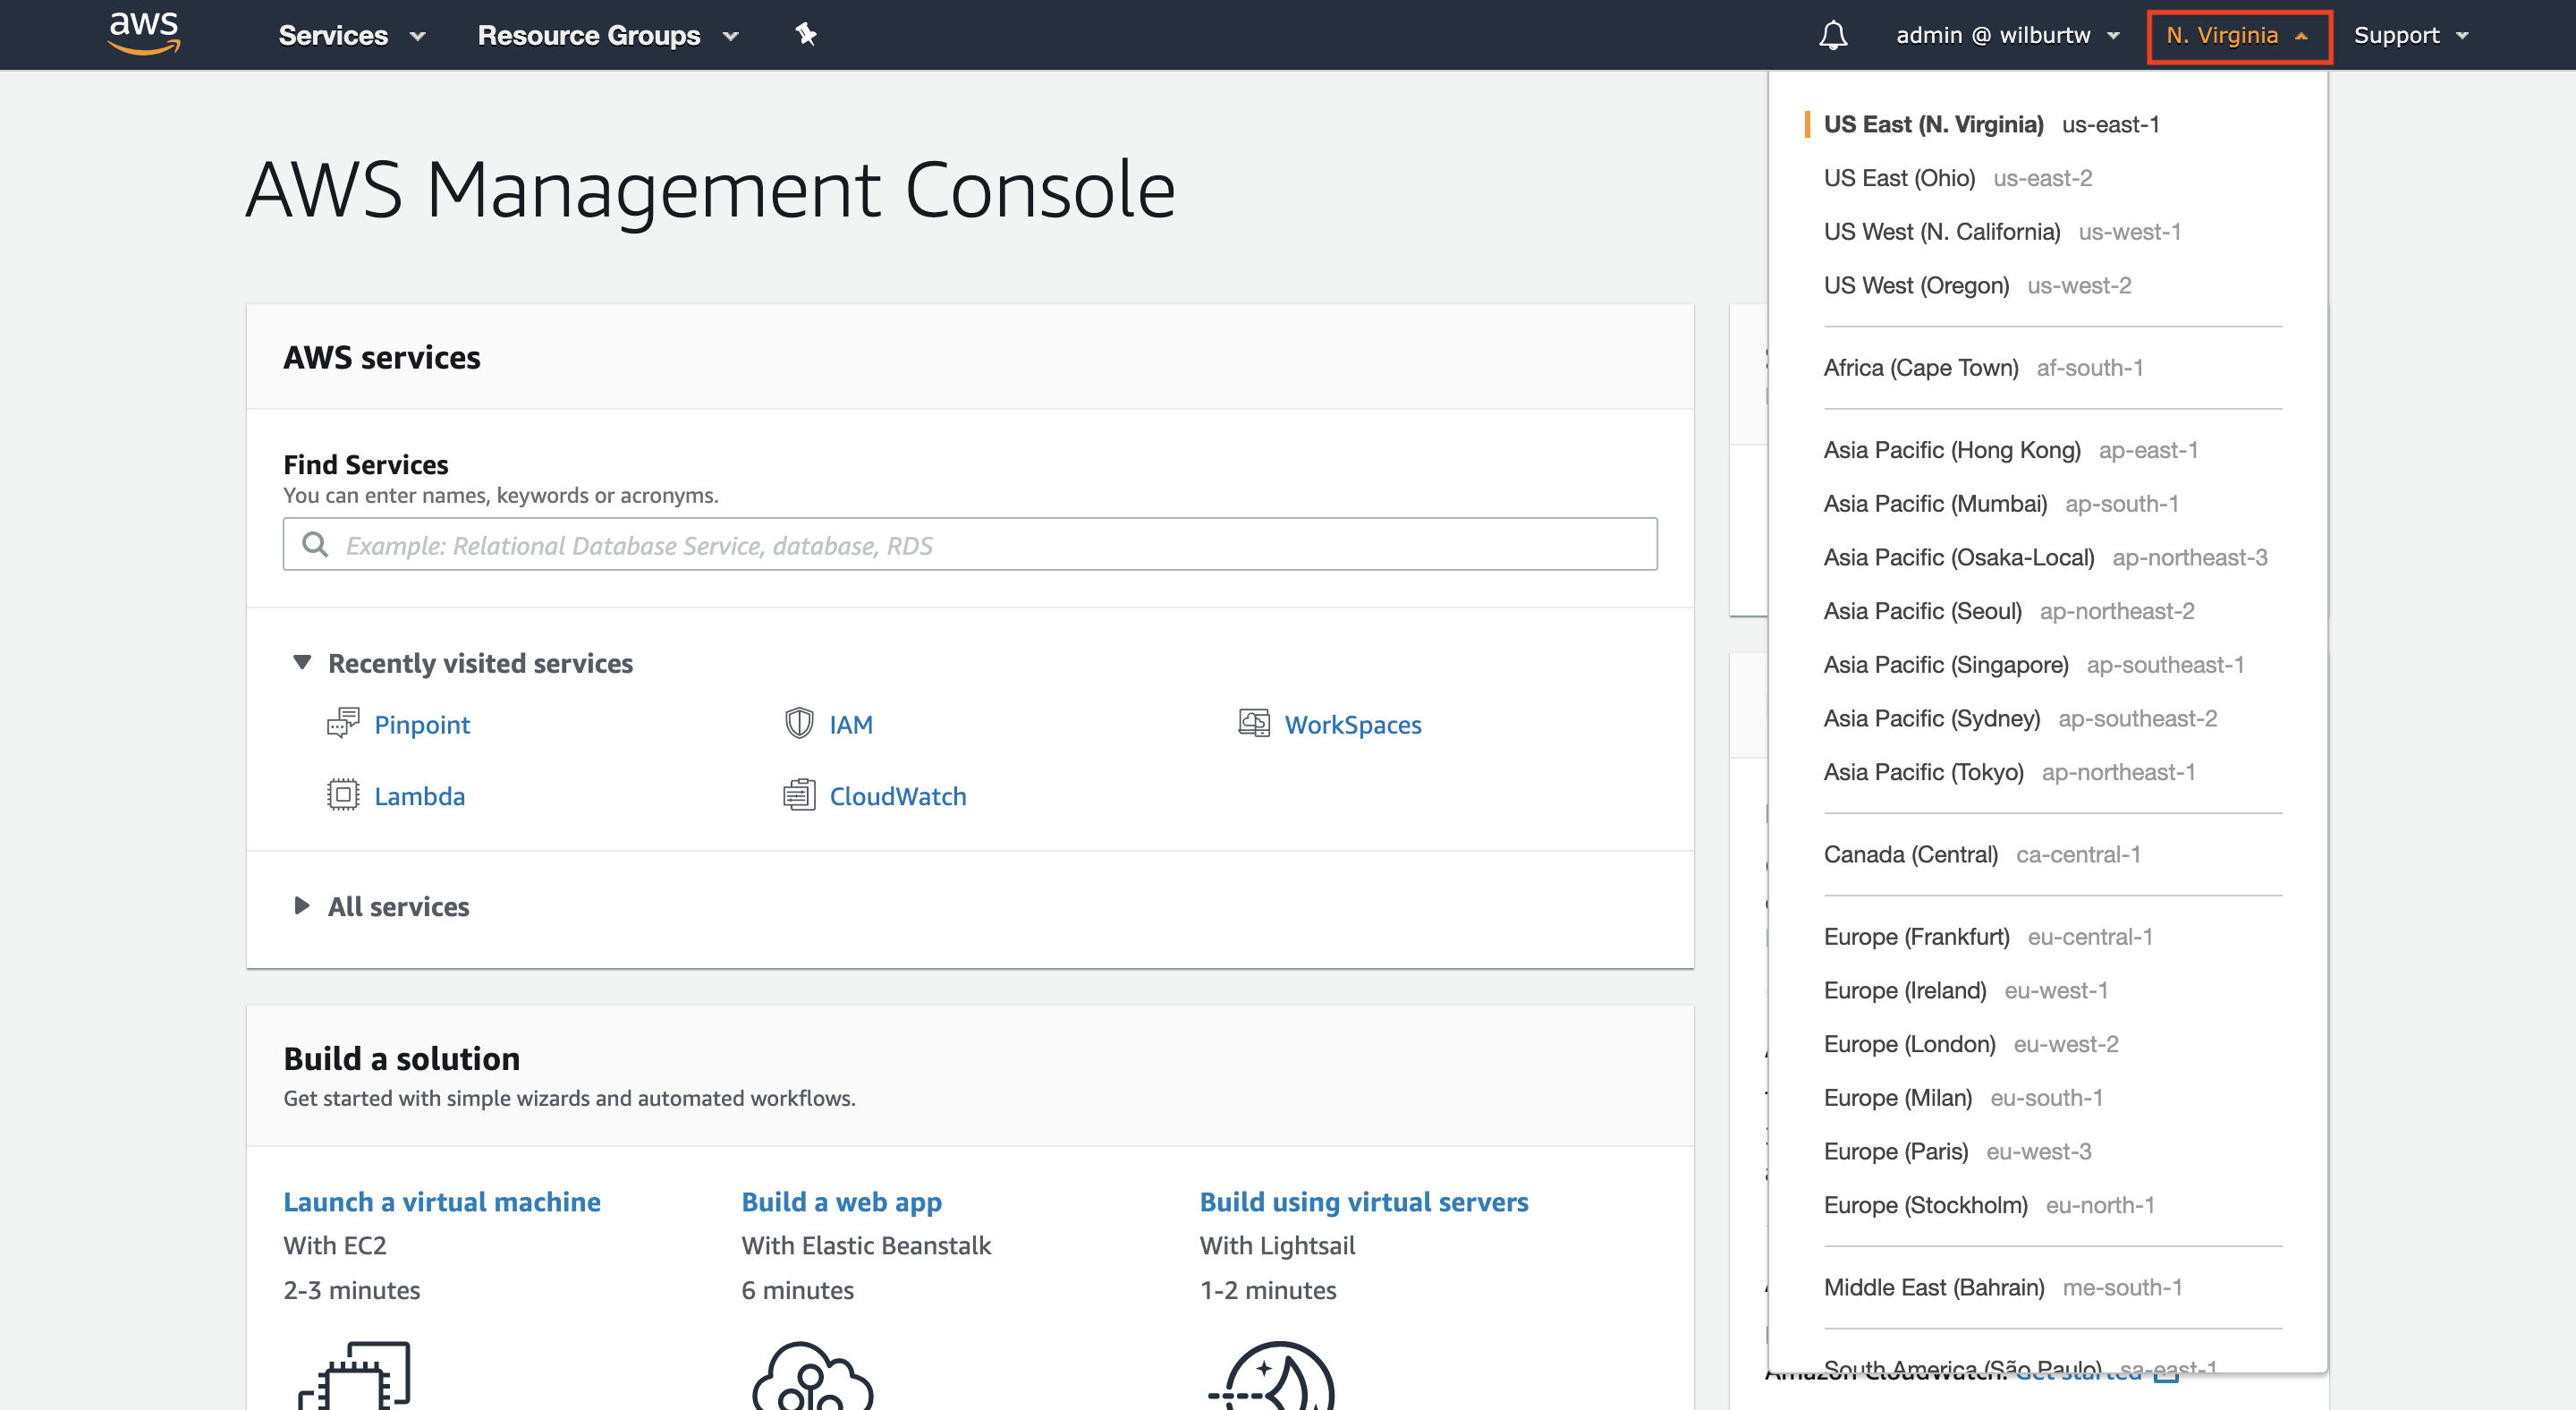 aws
Services
Resource Groups
admin @ wilburtw
N. Virginia
Support
AWS Management Console
AWS services
Find Services
You can enter names, keywords or acronyms.
Example: Relational Database Service, database, RDS
Recently visited services
Pinpoint
IAM
WorkSpaces
Lambda
CloudWatch
All services
Build a solution
Get started with simple wizards and automated workflows.
Launch a virtual machine
With EC2
2-3 minutes
Build a web app
With Elastic Beanstalk
6 minutes
Build using virtual servers
With Lightsail
1-2 minutes
US East (N. Virginia) us-east-1
US East (Ohio) us-east-2
US West (N. California) us-west-1
US West (Oregon) us-west-2
Africa (Cape Town) af-south-1
Asia Pacific (Hong Kong) ap-east-1
Asia Pacific (Mumbai) ap-south-1
Asia Pacific (Osaka-Local) ap-northeast-3
Asia Pacific (Seoul) ap-northeast-2
Asia Pacific (Singapore) ap-southeast-1
Asia Pacific (Sydney) ap-southeast-2
Asia Pacific (Tokyo) ap-northeast-1
Canada (Central) ca-central-1
Europe (Frankfurt) eu-central-1
Europe (Ireland) eu-west-1
Europe (London) eu-west-2
Europe (Milan) eu-south-1
Europe (Paris) eu-west-3
Europe (Stockholm) eu-north-1
Middle East (Bahrain) me-south-1
South America (São Paulo) sa-east-1
Amazon CloudWatch. Get started